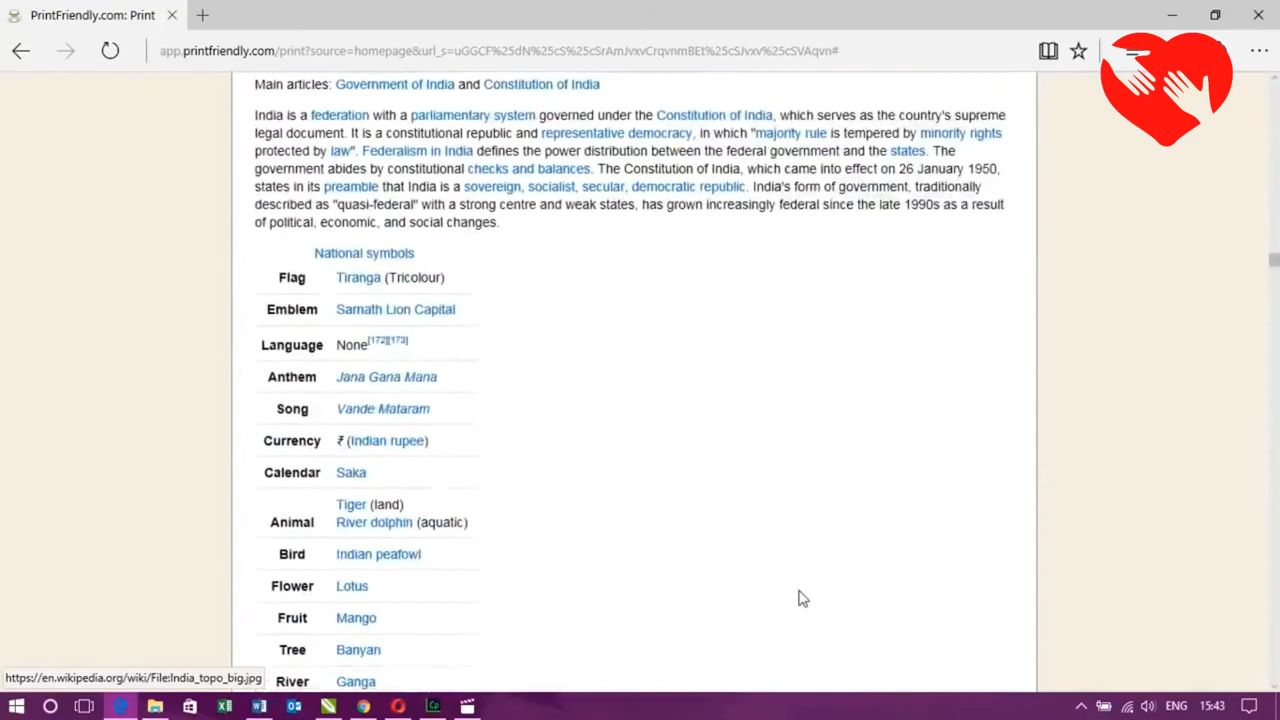 PrintFriendly.com: Print
app.printfriendly.com/print?source=homepage&url_s=uGGCF%25dN%25cS%25cSrAmJvxvCrqvnmBEt%25cSJvxv%25cSVAqvn#
Main articles: Government of India and Constitution of India
India is a federation with a parliamentary system governed under the Constitution of India, which serves as the country's supreme
legal document. It is a constitutional republic and representative democracy, in which "majority rule is tempered by minority rights
protected by law". Federalism in India defines the power distribution between the federal government and the states. The
government abides by constitutional checks and balances. The Constitution of India, which came into effect on 26 January 1950,
states in its preamble that India is a sovereign, socialist, secular, democratic republic. India's form of government, traditionally
described as "quasi-federal" with a strong centre and weak states, has grown increasingly federal since the late 1990s as a result
of political, economic, and social changes.
National symbols
Flag Tiranga (Tricolour)
Emblem Sarnath Lion Capital
Language None[172][173]
Anthem Jana Gana Mana
Song Vande Mataram
Currency ₹ (Indian rupee)
Calendar Saka
Tiger (land)
Animal River dolphin (aquatic)
Bird Indian peafowl
Flower Lotus
Fruit Mango
Tree Banyan
River Ganga
https://en.wikipedia.org/wiki/File:India_topo_big.jpg
ENG 15:43